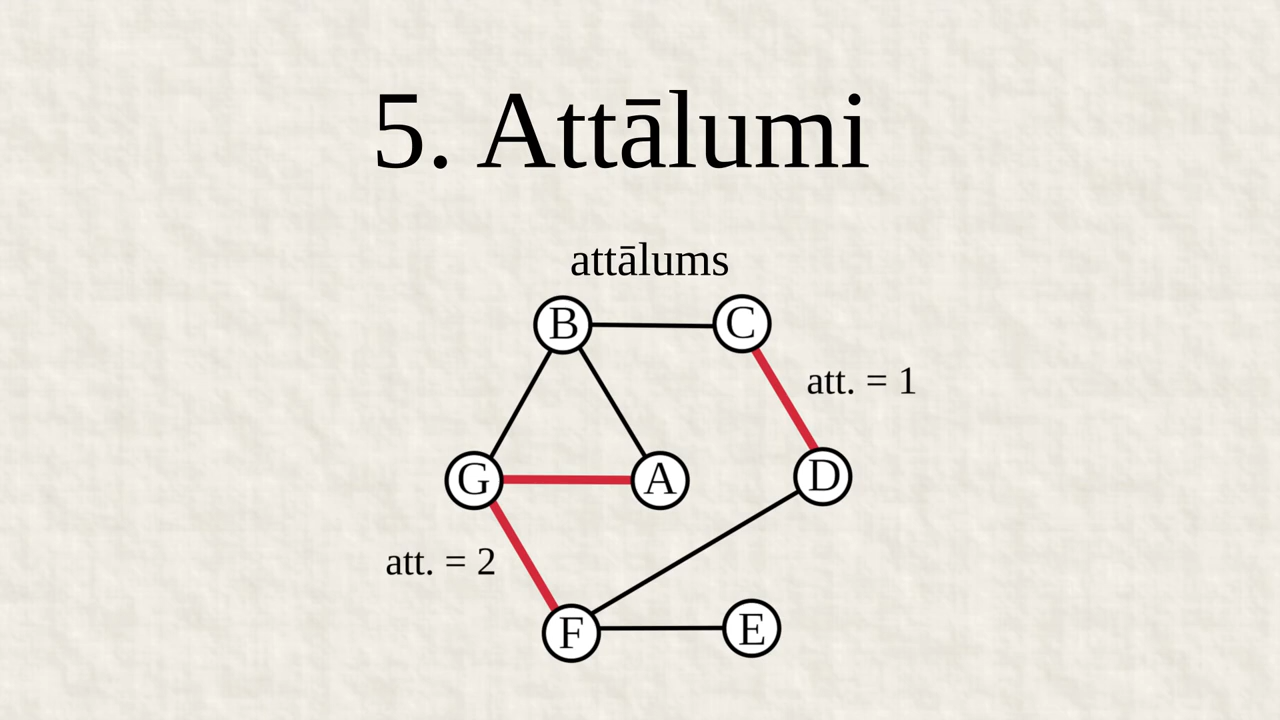 5. Attālumi
attālums
B
C
att. = 1
G
A
D
att. = 2
F
E